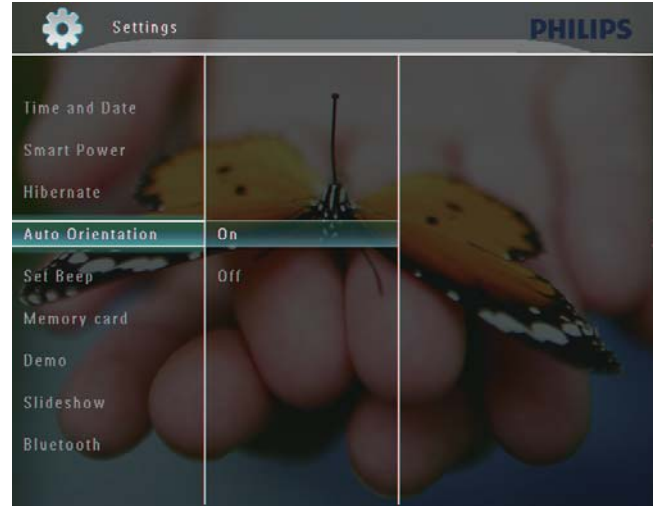 Settings
PHILIPS
Time and Date
Smart Power
Hibernate
Auto Orientation
On
Set Beep
Off
Memory card
Demo
Slideshow
Bluetooth